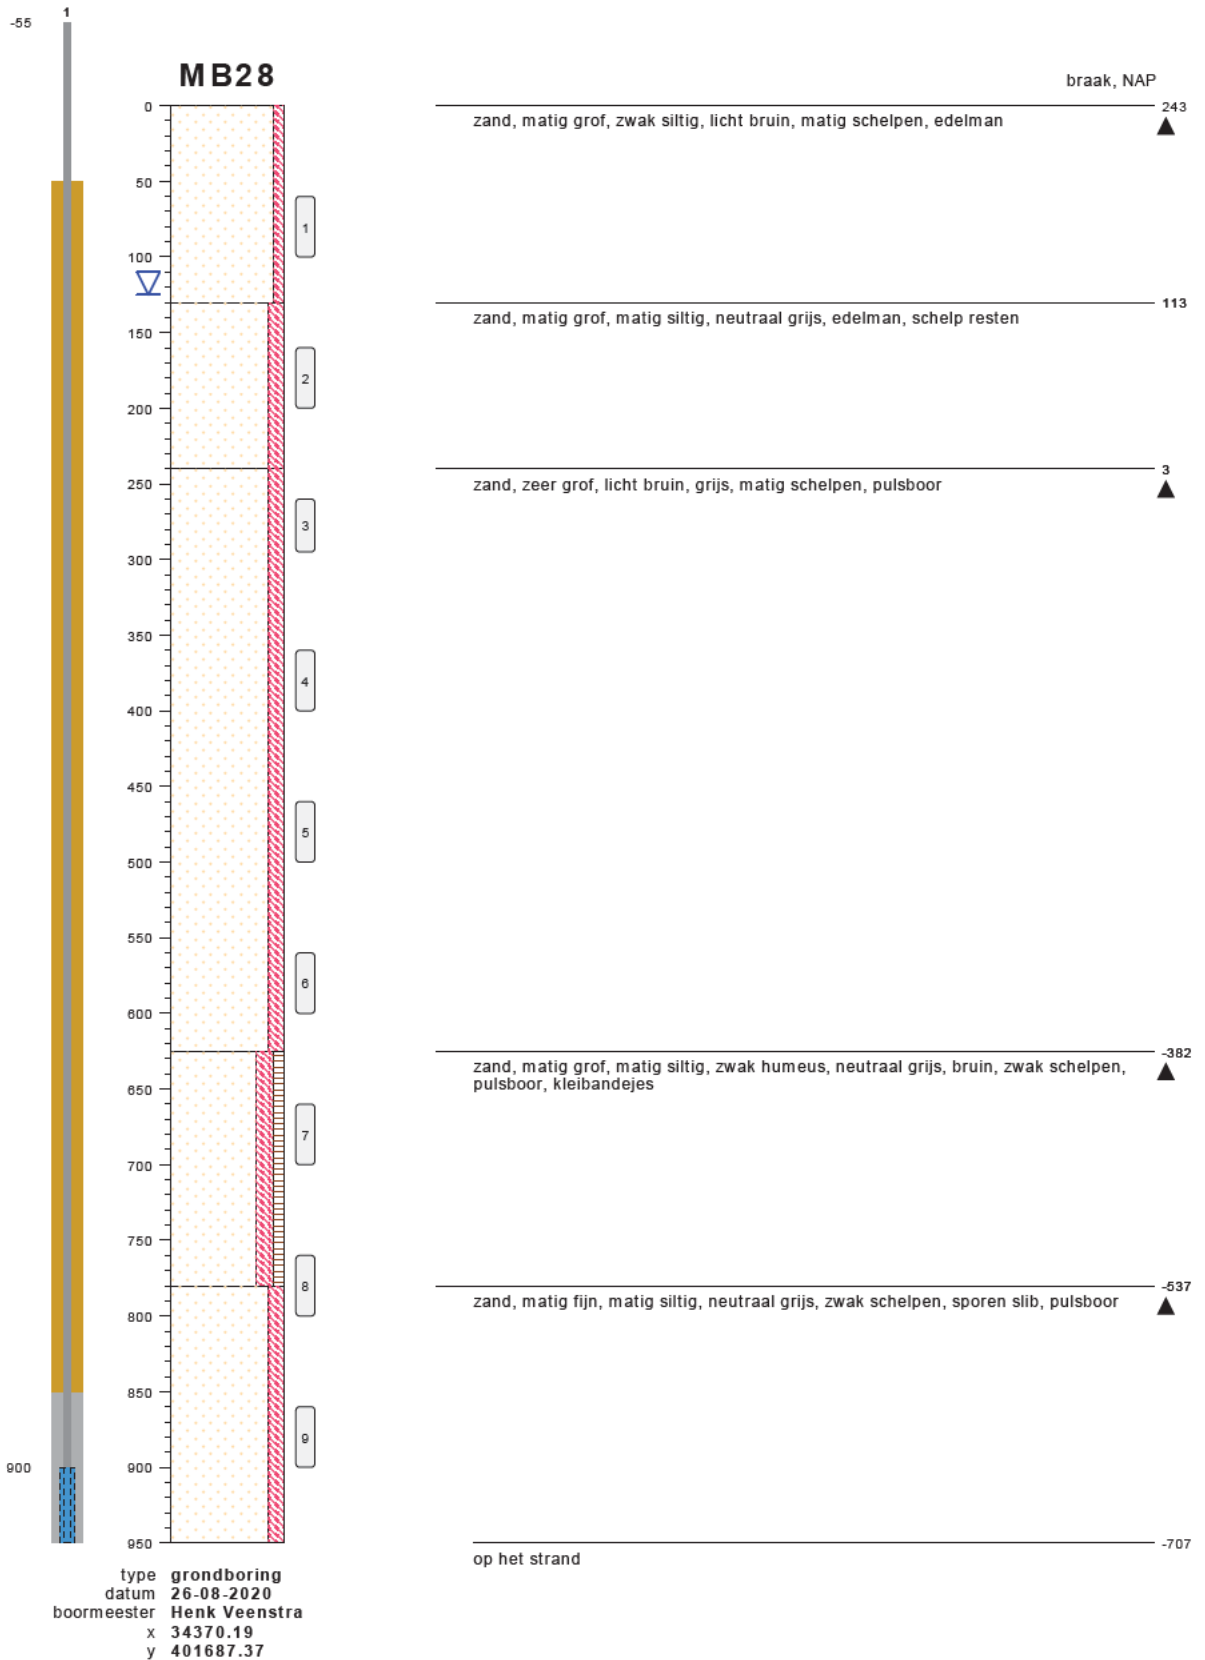 1
-55
MB28
braak, NAP
0
243
zand, matig grof, zwak siltig, licht bruin, matig schelpen, edelman
50
1
100
113
zand, matig grof, matig siltig, neutraal grijs, edelman, schelp resten
150
2
200
3
250
zand, zeer grof, licht bruin, grijs, matig schelpen, pulsboor
3
300
350
4
400
450
5
500
550
6
600
-382
zand, matig grof, matig siltig, zwak humeus, neutraal grijs, bruin, zwak schelpen,
pulsboor, kleibandejes
650
7
700
750
8
-537
zand, matig fijn, matig siltig, neutraal grijs, zwak schelpen, sporen slib, pulsboor
800
850
9
900
900
950
-707
op het strand
type grondboring
datum 26-08-2020
boormeester Henk Veenstra
x 34370.19
y 401687.37